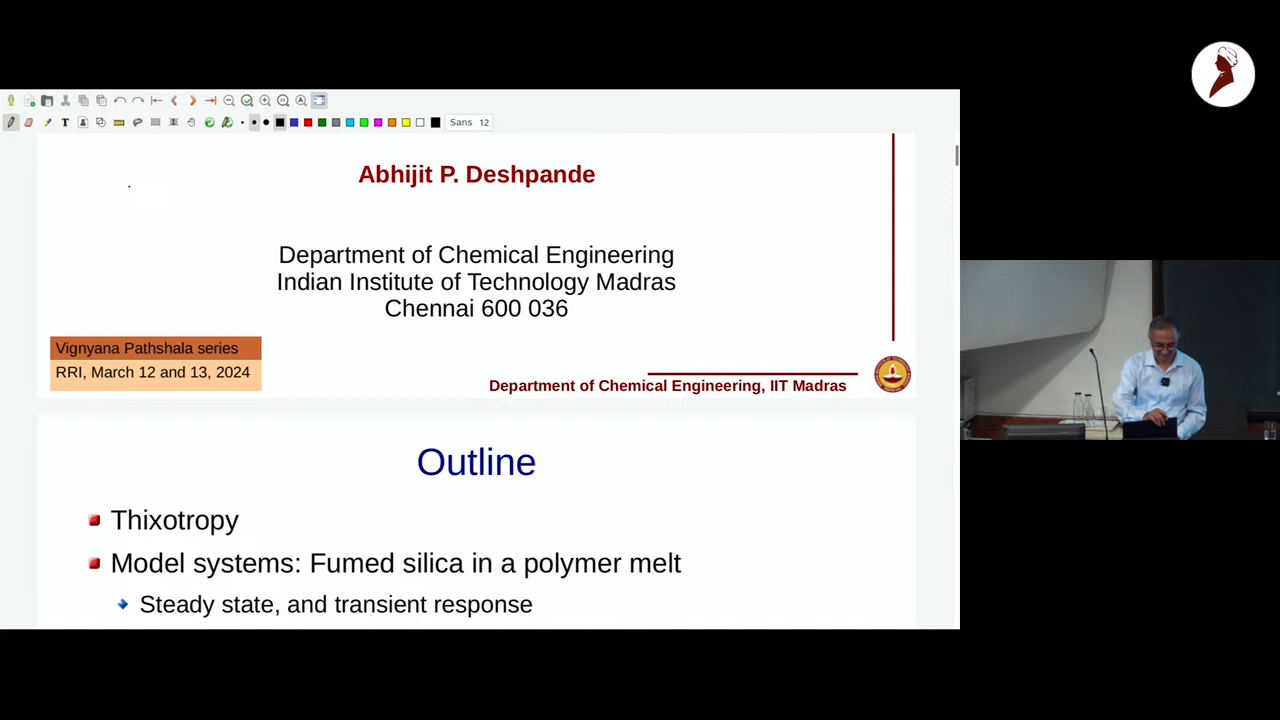 Sans 12
Abhijit P. Deshpande
Department of Chemical Engineering
Indian Institute of Technology Madras
Chennai 600 036
Vignyana Pathshala series
RRI, March 12 and 13, 2024
Department of Chemical Engineering, IIT Madras
Outline
Thixotropy
Model systems: Fumed silica in a polymer melt
Steady state, and transient response